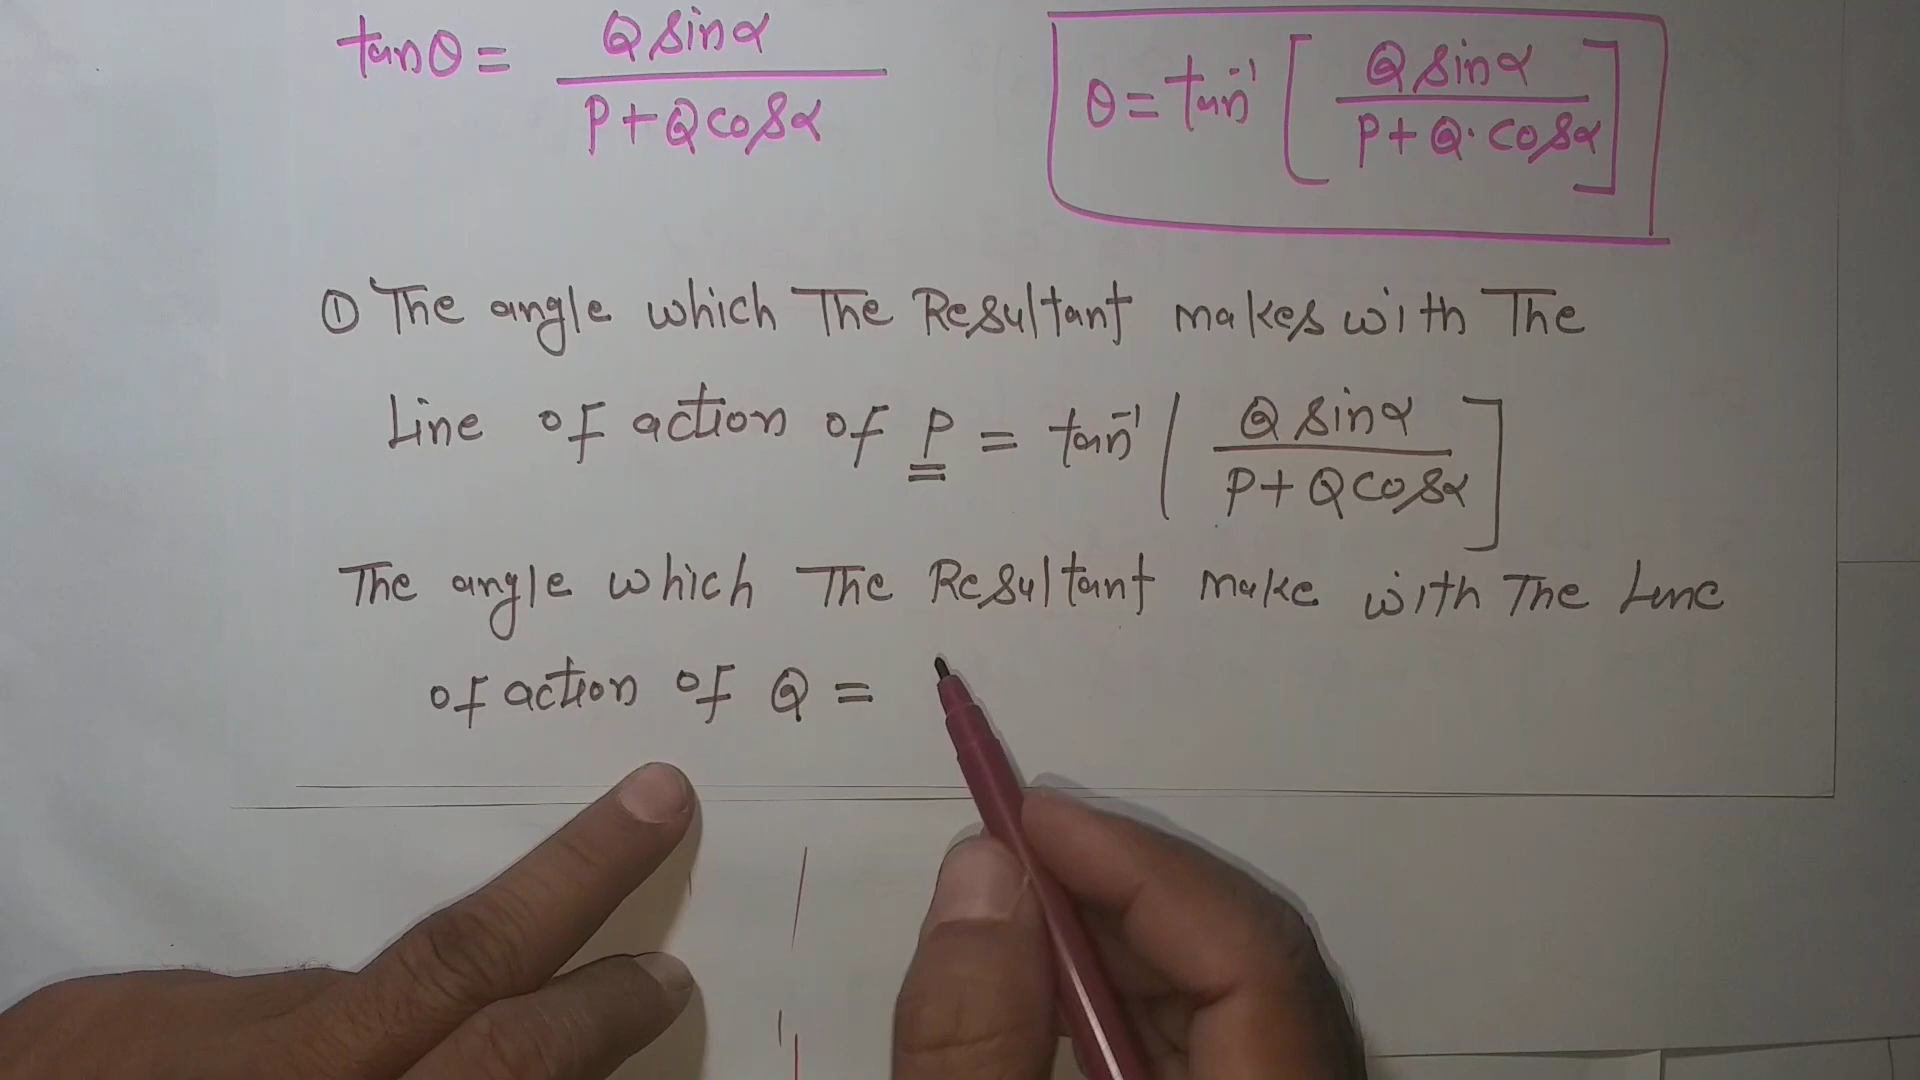 tanθ = Q sinα / P + Q cosα
θ = tan⁻¹ [ Q sinα / P + Q · cosα ]
① The angle which The Resultant makes with The
Line of action of P = tan⁻¹ ( Q sinα / P + Q cosα ]
The angle which The Resultant make with The Line
of action of Q =